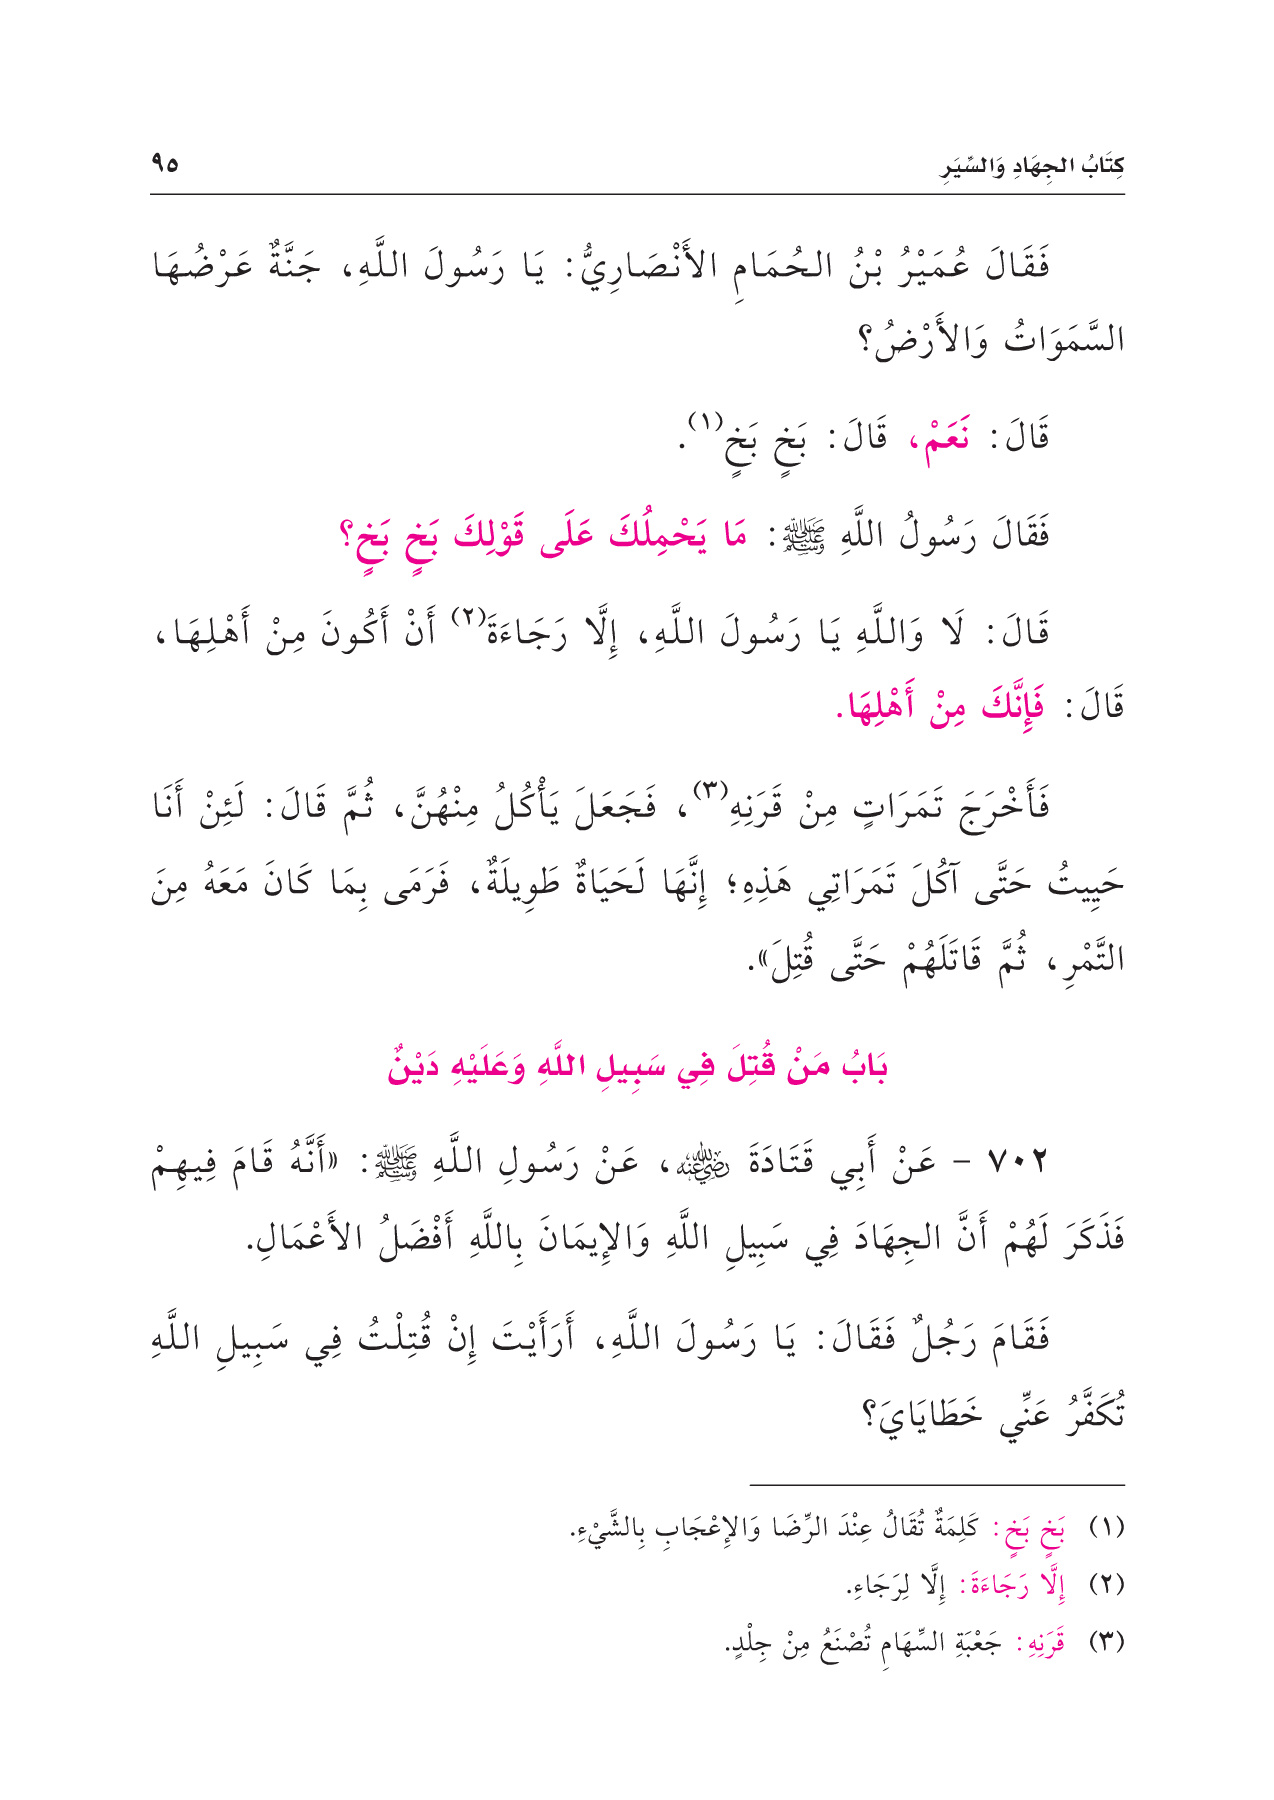 كِتَابُ الجِهَادِ وَالسِّيَرِ ٩٥
فَقَالَ عُمَيْرُ بْنُ الحُمَامِ الأَنْصَارِيُّ: يَا رَسُولَ اللَّهِ، جَنَّةٌ عَرْضُهَا
السَّمَوَاتُ وَالأَرْضُ؟
قَالَ: نَعَمْ، قَالَ: بَخٍ بَخٍ(١).
فَقَالَ رَسُولُ اللَّهِ ﷺ: مَا يَحْمِلُكَ عَلَى قَوْلِكَ بَخٍ بَخٍ؟
قَالَ: لَا وَاللَّهِ يَا رَسُولَ اللَّهِ، إِلَّا رَجَاءَةَ(٢) أَنْ أَكُونَ مِنْ أَهْلِهَا،
قَالَ: فَإِنَّكَ مِنْ أَهْلِهَا.
فَأَخْرَجَ تَمَرَاتٍ مِنْ قَرَنِهِ(٣)، فَجَعَلَ يَأْكُلُ مِنْهُنَّ، ثُمَّ قَالَ: لَئِنْ أَنَا
حَيِيتُ حَتَّى آكُلَ تَمَرَاتِي هَذِهِ؛ إِنَّهَا لَحَيَاةٌ طَوِيلَةٌ، فَرَمَى بِمَا كَانَ مَعَهُ مِنَ
التَّمْرِ، ثُمَّ قَاتَلَهُمْ حَتَّى قُتِلَ».
بَابُ مَنْ قُتِلَ فِي سَبِيلِ اللَّهِ وَعَلَيْهِ دَيْنٌ
٧٠٢ - عَنْ أَبِي قَتَادَةَ رضي الله عنه، عَنْ رَسُولِ اللَّهِ ﷺ: «أَنَّهُ قَامَ فِيهِمْ
فَذَكَرَ لَهُمْ أَنَّ الجِهَادَ فِي سَبِيلِ اللَّهِ وَالإِيمَانَ بِاللَّهِ أَفْضَلُ الأَعْمَالِ.
فَقَامَ رَجُلٌ فَقَالَ: يَا رَسُولَ اللَّهِ، أَرَأَيْتَ إِنْ قُتِلْتُ فِي سَبِيلِ اللَّهِ
تُكَفَّرُ عَنِّي خَطَايَايَ؟
(١) بَخٍ بَخٍ: كَلِمَةٌ تُقَالُ عِنْدَ الرِّضَا وَالإِعْجَابِ بِالشَّيْءِ.
(٢) إِلَّا رَجَاءَةَ: إِلَّا لِرَجَاءِ.
(٣) قَرَنِهِ: جَعْبَةِ السِّهَامِ تُصْنَعُ مِنْ جِلْدٍ.